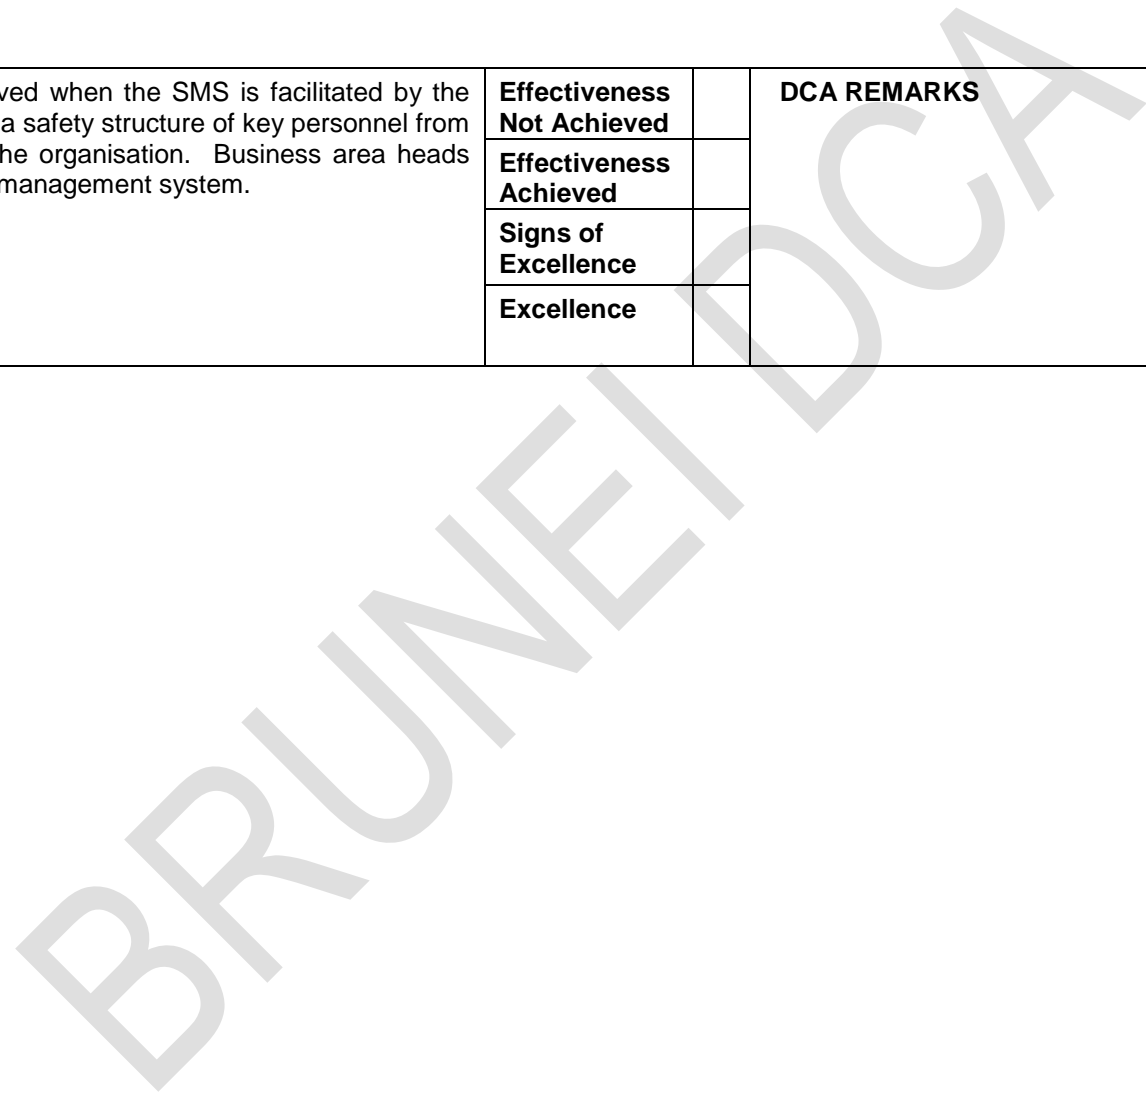 ved when the SMS is facilitated by the
a safety structure of key personnel from
he organisation. Business area heads
management system.
Effectiveness
Not Achieved
Effectiveness
Achieved
Signs of
Excellence
Excellence
DCA REMARKS
BRUNEI DCA